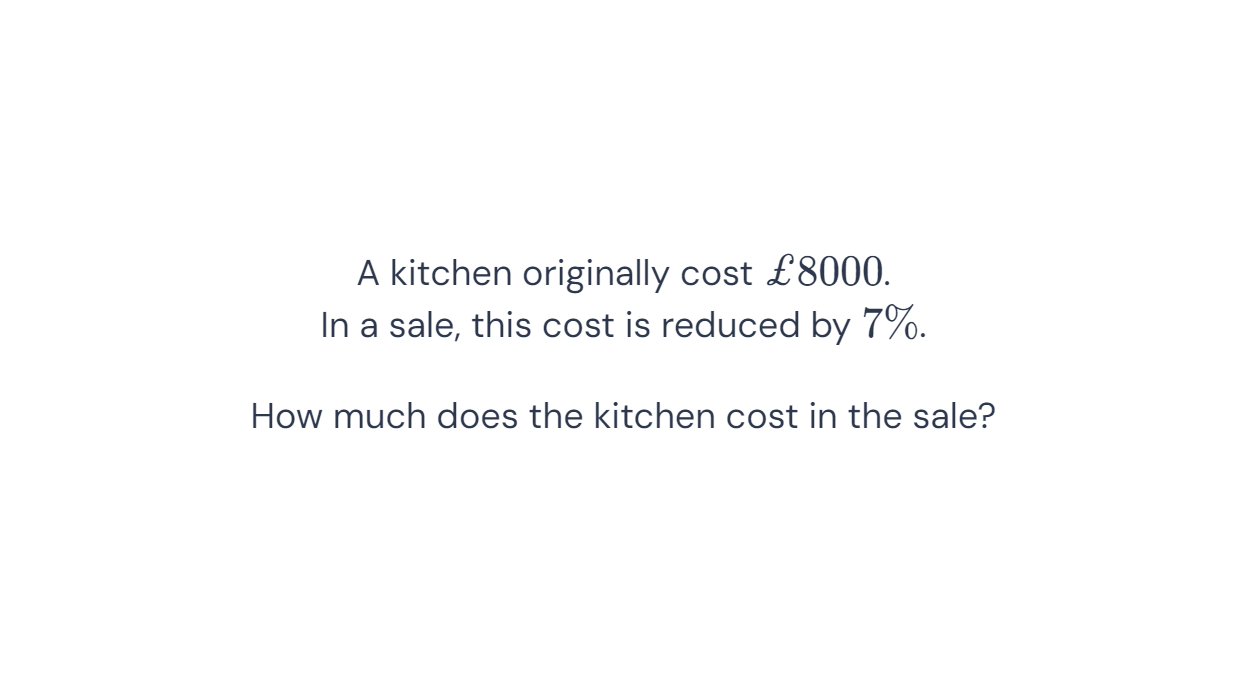 A kitchen originally cost £8000.
In a sale, this cost is reduced by 7%.
How much does the kitchen cost in the sale?